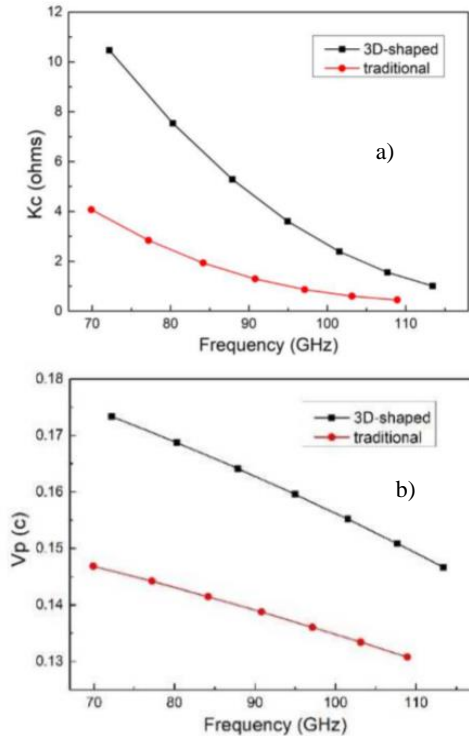 12
10
8
6
4
2
0
Kc (ohms)
3D-shaped
traditional
a)
70 80 90 100 110
Frequency (GHz)
0.18
0.17
0.16
0.15
0.14
0.13
Vp (c)
3D-shaped
traditional
b)
70 80 90 100 110
Frequency (GHz)